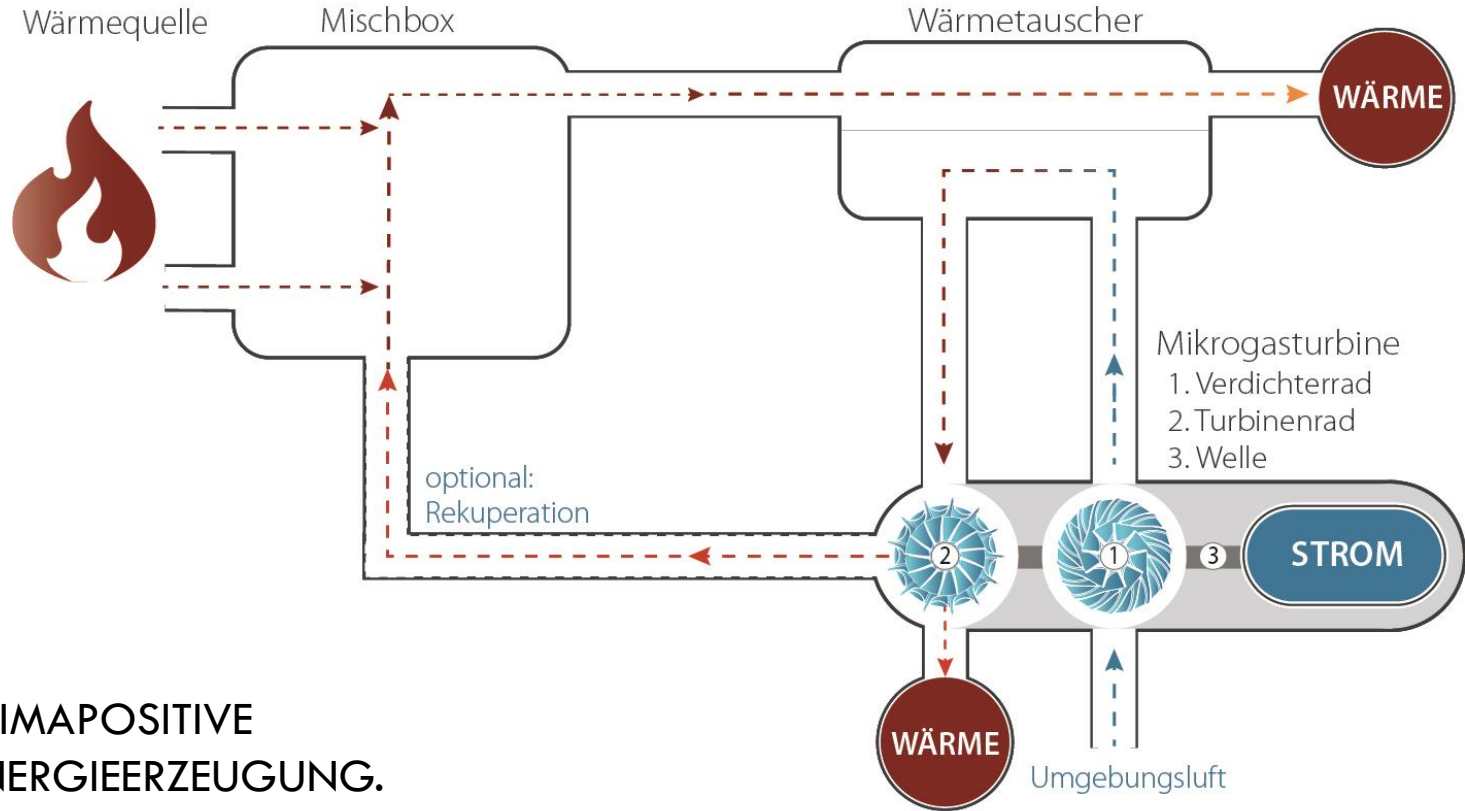 Wärmequelle
Mischbox
Wärmetauscher
WÄRME
Mikrogasturbine
1. Verdichterrad
2. Turbinenrad
3. Welle
optional:
Rekuperation
2
1
3
STROM
WÄRME
Umgebungsluft
IMAPOSITIVE
NERGIEERZEUGUNG.